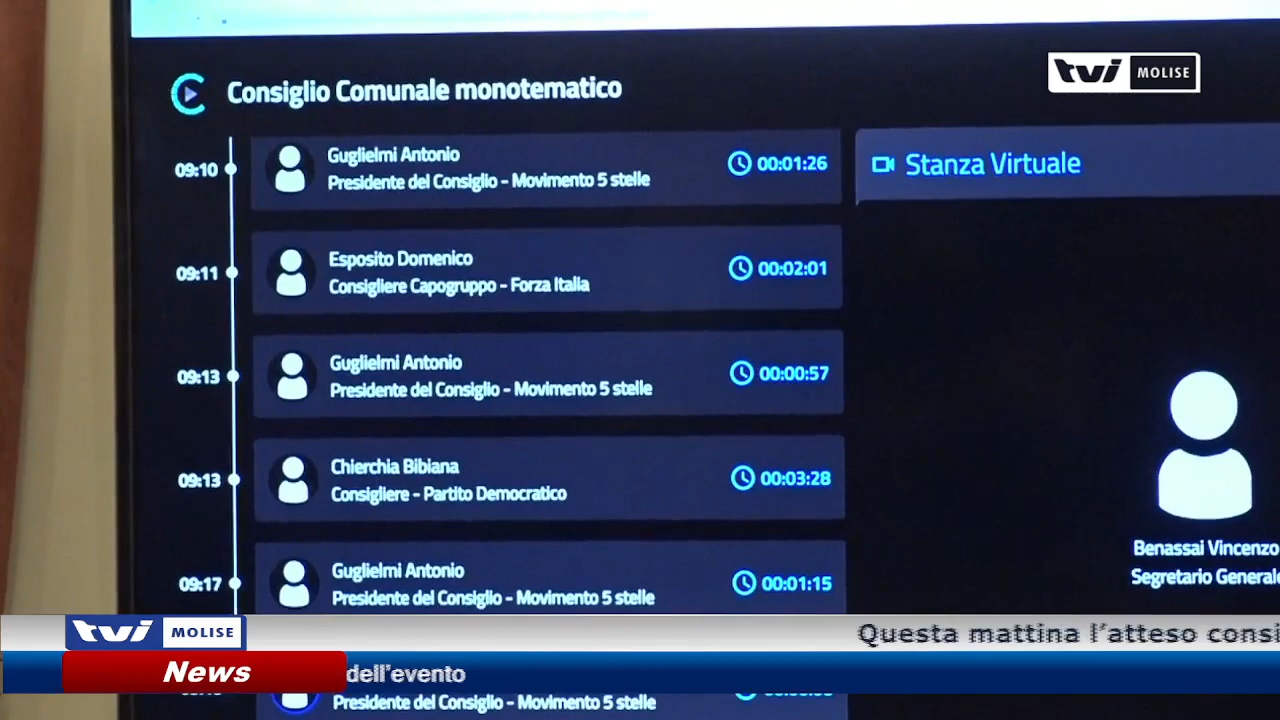 Consiglio Comunale monotematico
tvi MOLISE
09:10
Guglielmi Antonio
Presidente del Consiglio - Movimento 5 stelle
00:01:26
Stanza Virtuale
09:11
Esposito Domenico
Consigliere Capogruppo - Forza Italia
00:02:01
09:13
Guglielmi Antonio
Presidente del Consiglio - Movimento 5 stelle
00:00:57
09:13
Chierchia Bibiana
Consigliere - Partito Democratico
00:03:28
Benassai Vincenzo
Segretario Generale
09:17
Guglielmi Antonio
Presidente del Consiglio - Movimento 5 stelle
00:01:15
tvi MOLISE
Questa mattina l'atteso consi
News
dell'evento
Presidente del Consiglio - Movimento 5 stelle